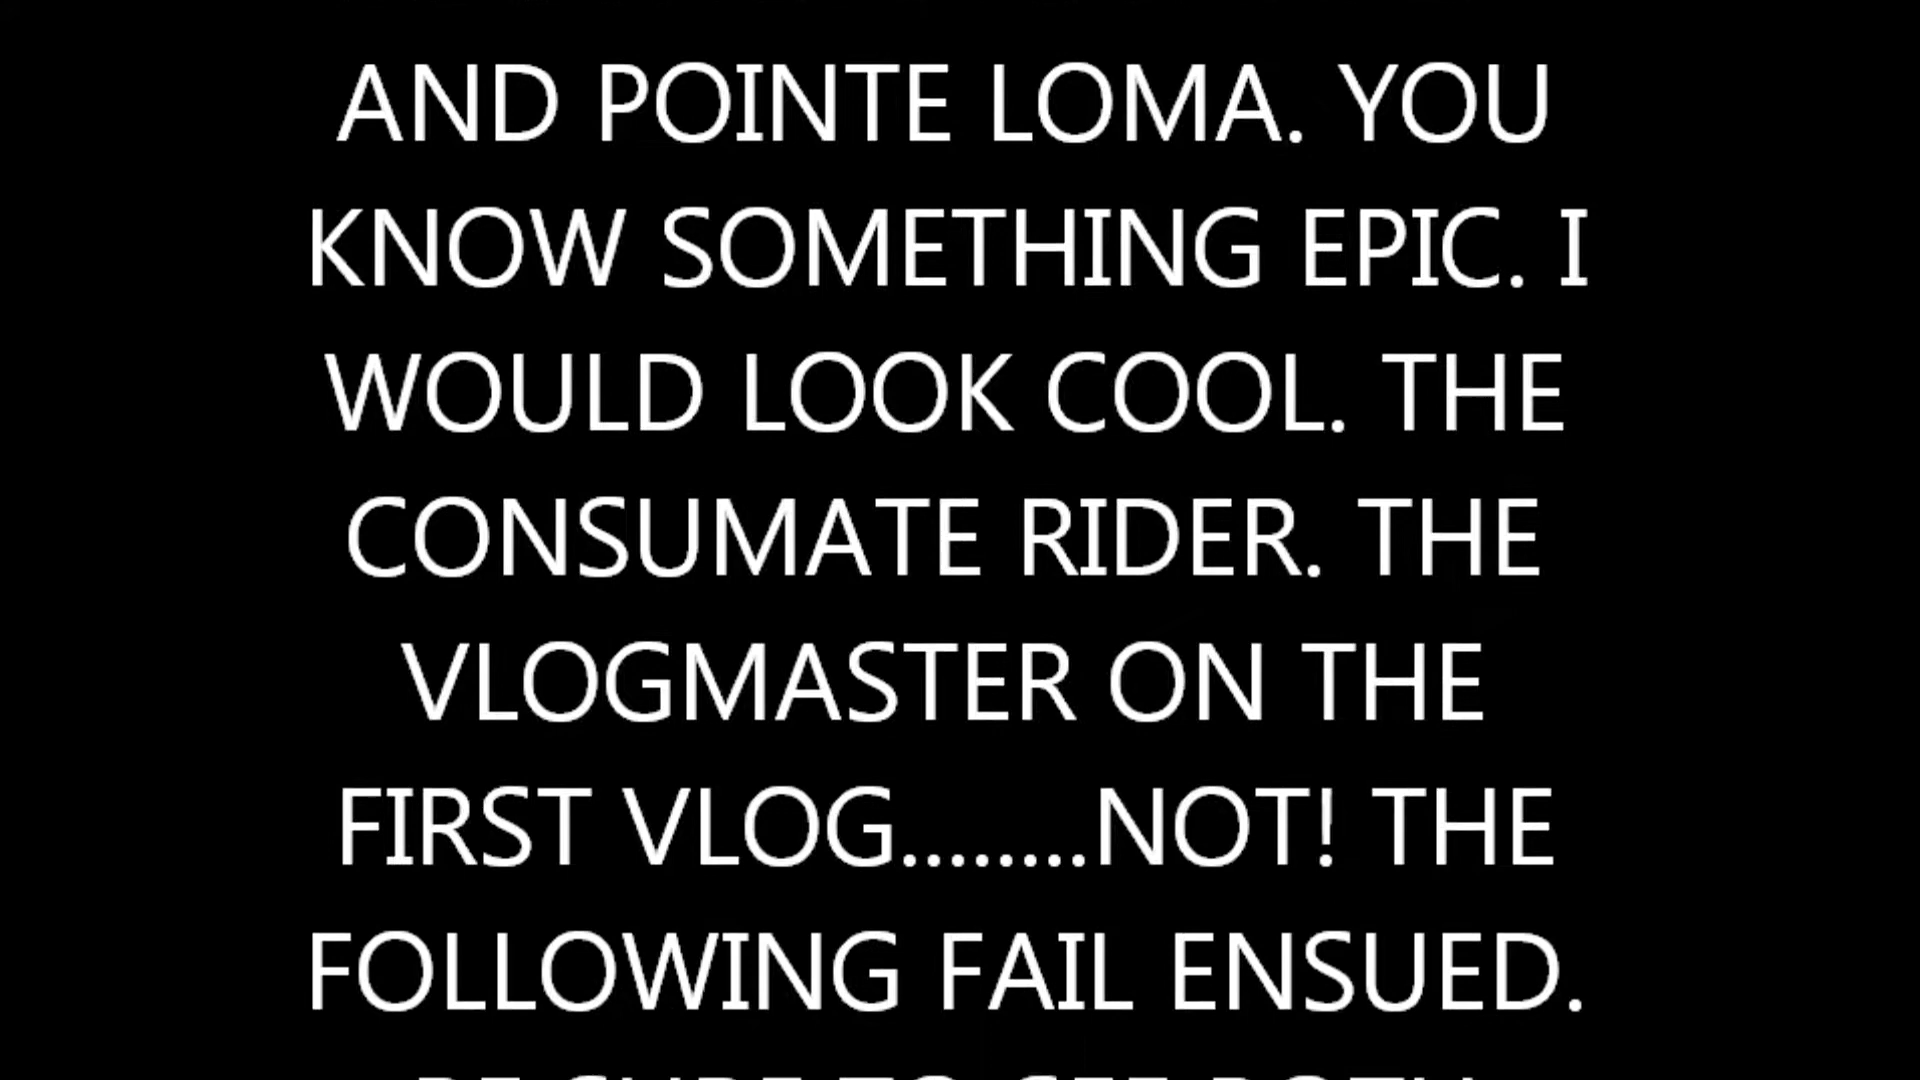 AND POINTE LOMA. YOU
KNOW SOMETHING EPIC. I
WOULD LOOK COOL. THE
CONSUMATE RIDER. THE
VLOGMASTER ON THE
FIRST VLOG........NOT! THE
FOLLOWING FAIL ENSUED.